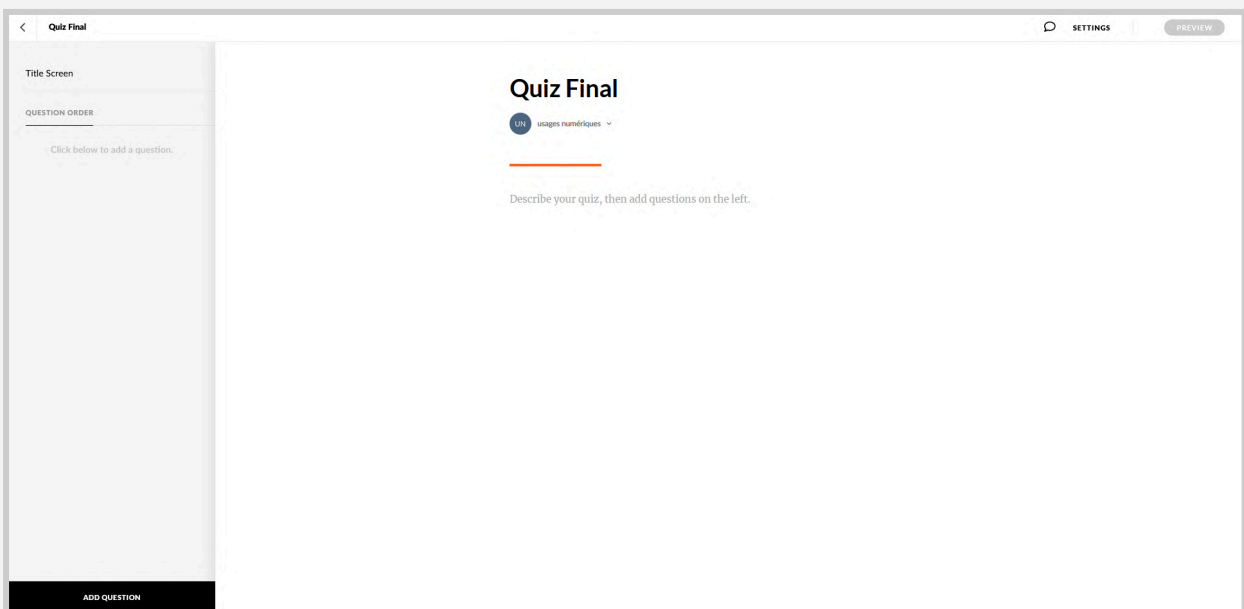 Quiz Final
SETTINGS
PREVIEW
Title Screen
QUESTION ORDER
Click below to add a question.
ADD QUESTION
Quiz Final
UN usages numériques
Describe your quiz, then add questions on the left.